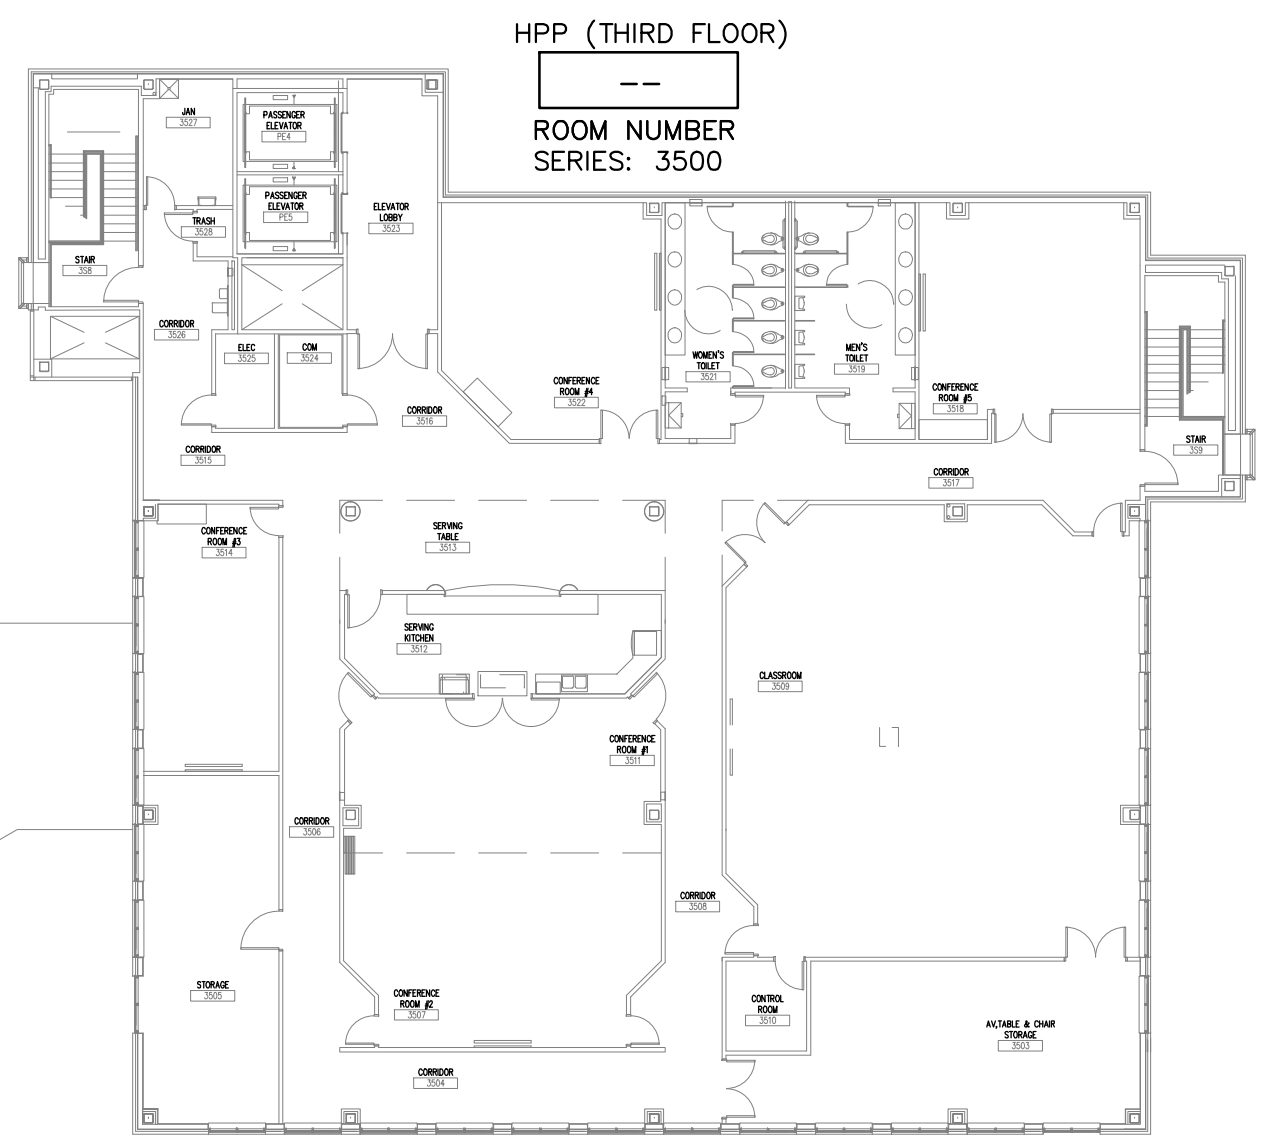 HPP (THIRD FLOOR)
--
ROOM NUMBER
SERIES: 3500
JAN
3527
PASSENGER
ELEVATOR
PE4
PASSENGER
ELEVATOR
PE5
TRASH
3528
ELEVATOR
LOBBY
3523
STAIR
3S8
CORRIDOR
3526
ELEC
3525
COM
3524
WOMEN'S
TOILET
3521
MEN'S
TOILET
3519
CONFERENCE
ROOM #4
3522
CONFERENCE
ROOM #5
3518
CORRIDOR
3516
STAIR
3S9
CORRIDOR
3515
CORRIDOR
3517
CONFERENCE
ROOM #3
3514
SERVING
TABLE
3513
SERVING
KITCHEN
3512
CLASSROOM
3509
CONFERENCE
ROOM #1
3511
CORRIDOR
3506
CORRIDOR
3508
STORAGE
3505
CONFERENCE
ROOM #2
3507
CONTROL
ROOM
3510
AV,TABLE & CHAIR
STORAGE
3503
CORRIDOR
3504